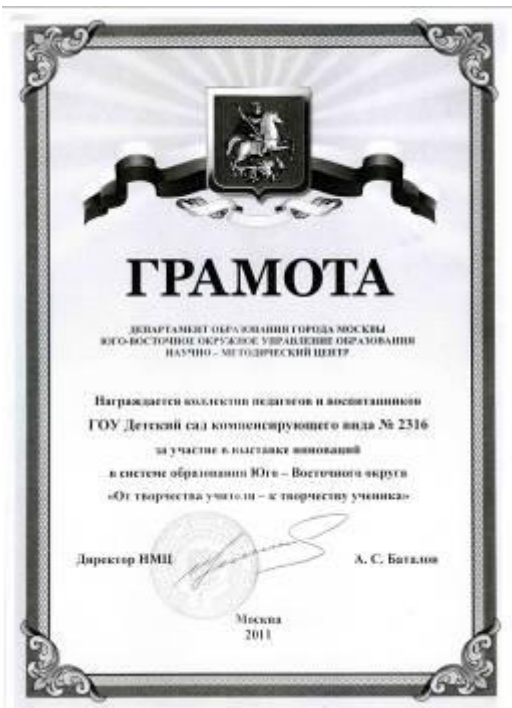 ГРАМОТА
ДЕПАРТАМЕНТ ОБРАЗОВАНИЯ ГОРОДА МОСКВЫ
ЮГО-ВОСТОЧНОЕ ОКРУЖНОЕ УПРАВЛЕНИЕ ОБРАЗОВАНИЯ
НАУЧНО – МЕТОДИЧЕСКИЙ ЦЕНТР
Награждается коллектив педагогов и воспитанников
ГОУ Детский сад компенсирующего вида № 2316
за участие в выставке инноваций
в системе образования Юго – Восточного округа
«От творчества учителя – к творчеству ученика»
Директор НМЦ А. С. Баталов
Москва
2011